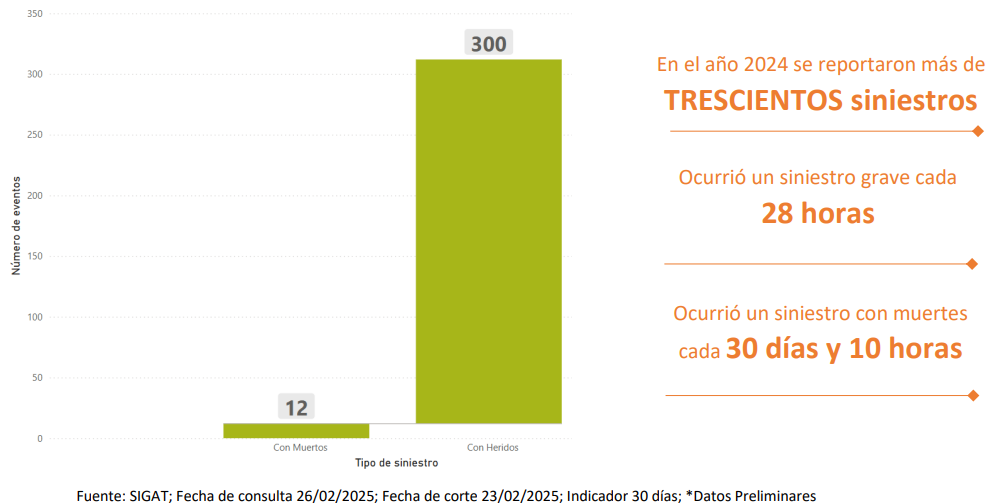 350
300
250
200
150
100
50
0
Número de eventos
300
12
Con Muertos
Con Heridos
Tipo de siniestro
En el año 2024 se reportaron más de
TRESCIENTOS siniestros
Ocurrió un siniestro grave cada
28 horas
Ocurrió un siniestro con muertes
cada 30 días y 10 horas
Fuente: SIGAT; Fecha de consulta 26/02/2025; Fecha de corte 23/02/2025; Indicador 30 días; *Datos Preliminares